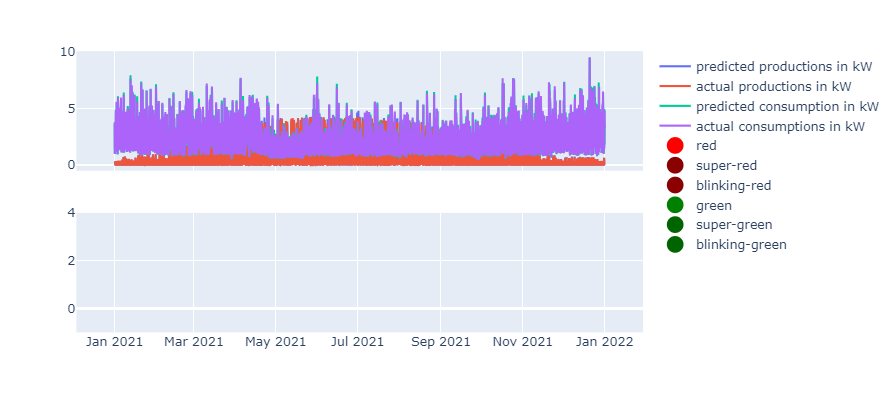 10
5
0
4
2
0
Jan 2021 Mar 2021 May 2021 Jul 2021 Sep 2021 Nov 2021 Jan 2022
predicted productions in kW
actual productions in kW
predicted consumption in kW
actual consumptions in kW
red
super-red
blinking-red
green
super-green
blinking-green